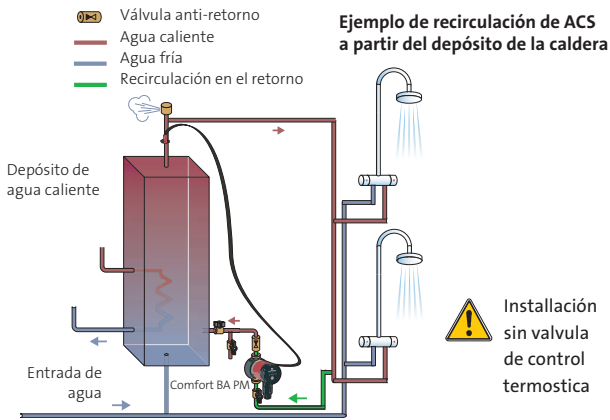 Válvula anti-retorno
Agua caliente
Agua fría
Recirculación en el retorno
Ejemplo de recirculación de ACS
a partir del depósito de la caldera
Depósito de
agua caliente
Entrada de
agua
Comfort BA PM
Installación
sin valvula
de control
termostica